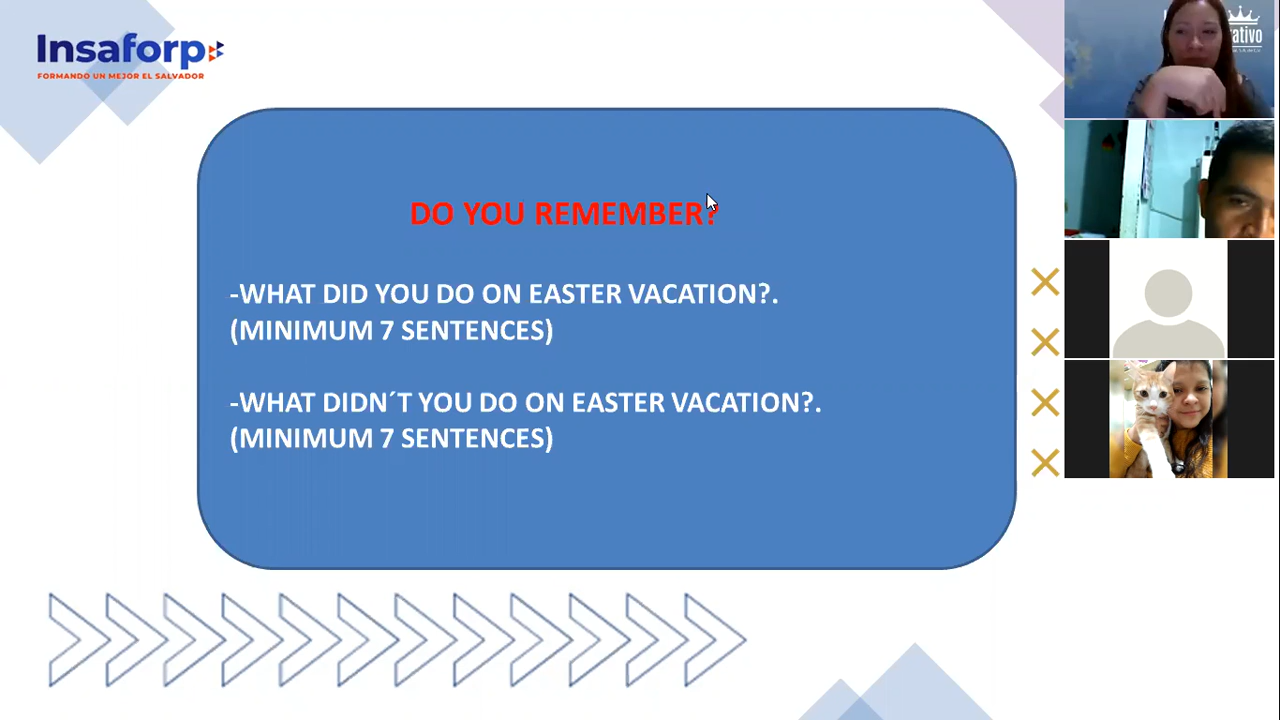 Insaforp
FORMANDO UN MEJOR EL SALVADOR
DO YOU REMEMBER?
-WHAT DID YOU DO ON EASTER VACATION?.
(MINIMUM 7 SENTENCES)
-WHAT DIDN´T YOU DO ON EASTER VACATION?.
(MINIMUM 7 SENTENCES)